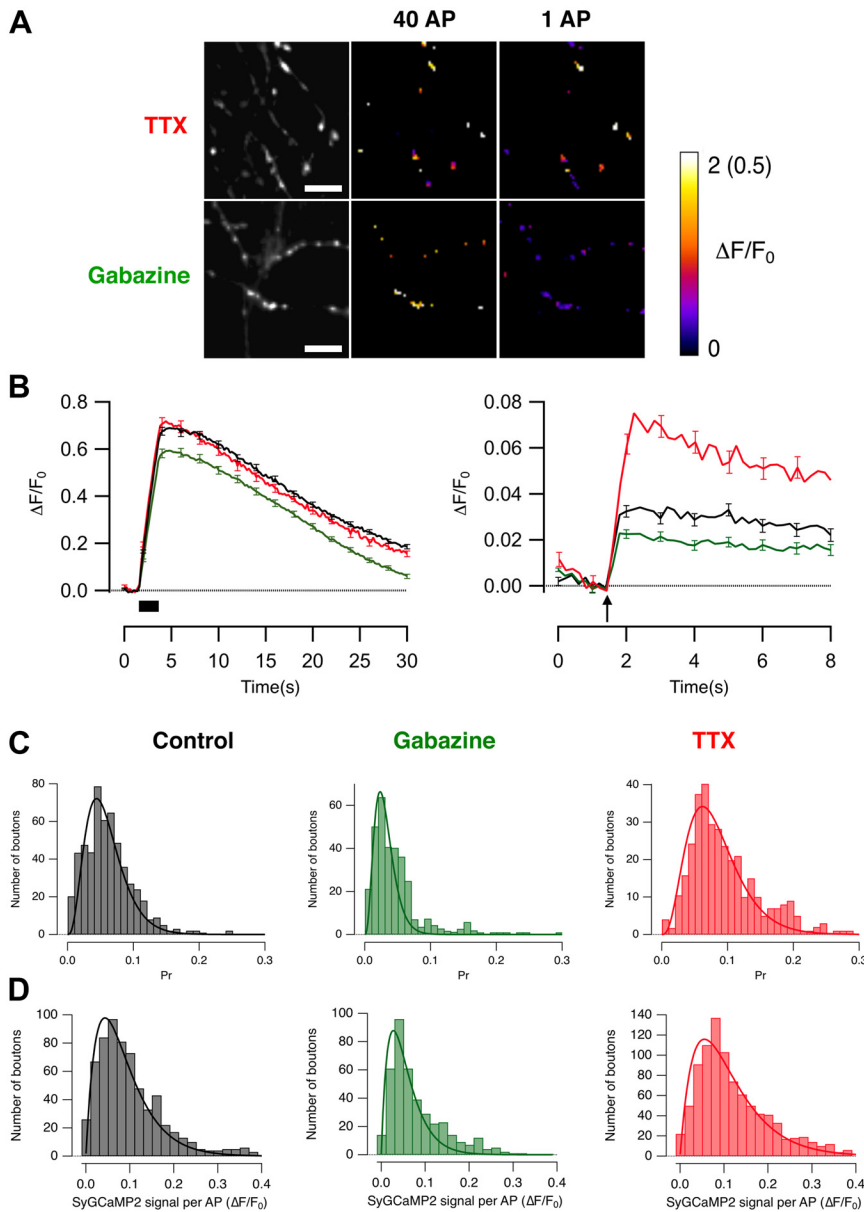 A
40 AP 1 AP
TTX
Gabazine
2 (0.5)
ΔF/F0
0
B
0.8
0.6
0.4
0.2
0.0
ΔF/F0
0 5 10 15 20 25 30
Time(s)
0.08
0.06
0.04
0.02
0.00
ΔF/F0
0 2 4 6 8
Time(s)
C
Control Gabazine TTX
80
60
40
20
0
Number of boutons
0.0 0.1 0.2 0.3
Pr
60
40
20
0
Number of boutons
0.0 0.1 0.2 0.3
Pr
40
30
20
10
0
Number of boutons
0.0 0.1 0.2 0.3
Pr
D
100
80
60
40
20
0
Number of boutons
0.0 0.1 0.2 0.3 0.4
SyGCaMP2 signal per AP (ΔF/F0)
100
80
60
40
20
0
Number of boutons
0.0 0.1 0.2 0.3 0.4
SyGCaMP2 signal per AP (ΔF/F0)
140
120
100
80
60
40
20
0
Number of boutons
0.0 0.1 0.2 0.3 0.4
SyGCaMP2 signal per AP (ΔF/F0)